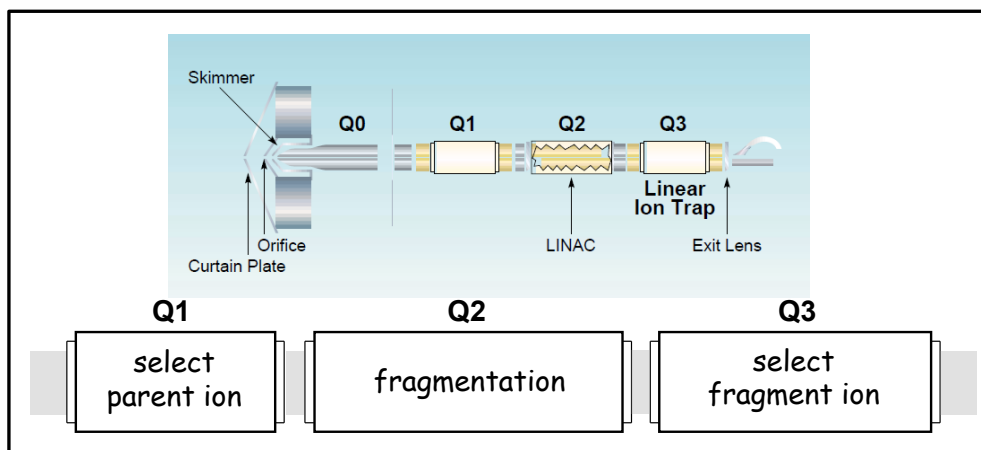 Skimmer
Q0
Q1
Q2
Q3
Linear
Ion Trap
Orifice
LINAC
Exit Lens
Curtain Plate
Q1
Q2
Q3
select
parent ion
fragmentation
select
fragment ion